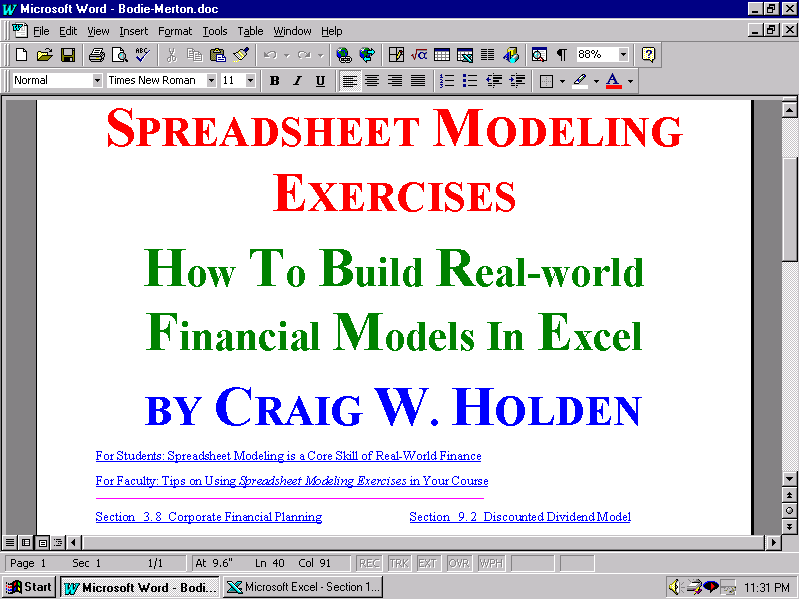 Microsoft Word - Bodie-Merton.doc
File Edit View Insert Format Tools Table Window Help
88%
Normal Times New Roman 11 B I U
SPREADSHEET MODELING
EXERCISES
How To Build Real-world
Financial Models In Excel
BY CRAIG W. HOLDEN
For Students: Spreadsheet Modeling is a Core Skill of Real-World Finance
For Faculty: Tips on Using Spreadsheet Modeling Exercises in Your Course
Section 3.8 Corporate Financial Planning Section 9.2 Discounted Dividend Model
Page 1 Sec 1 1/1 At 9.6" Ln 40 Col 91 REC TRK EXT OVR WPH
Start Microsoft Word - Bodi... Microsoft Excel - Section 1... 11:31 PM